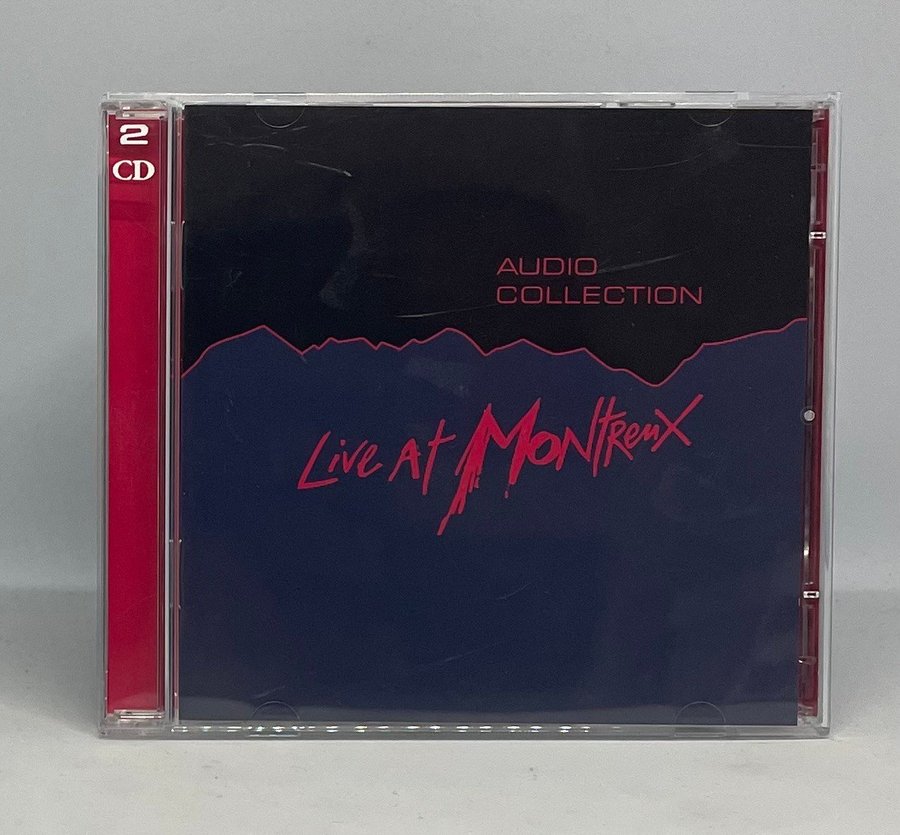 2
CD
AUDIO
COLLECTION
Live At Montreux